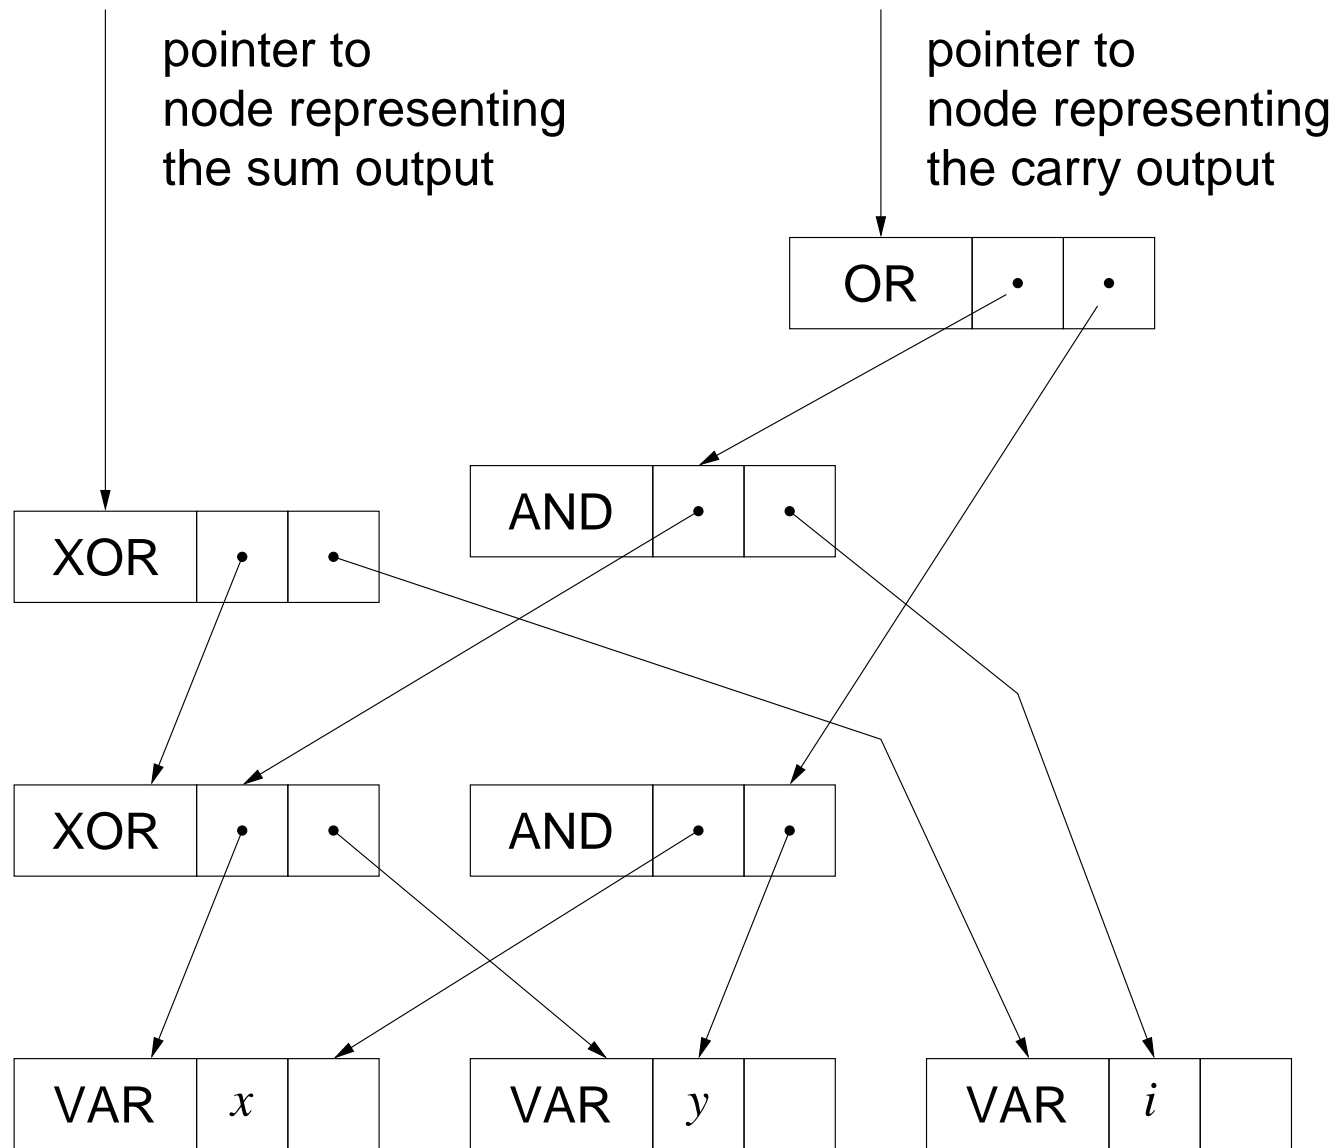 pointer to
node representing
the sum output
pointer to
node representing
the carry output
OR
AND
XOR
XOR
AND
VAR x
VAR y
VAR i